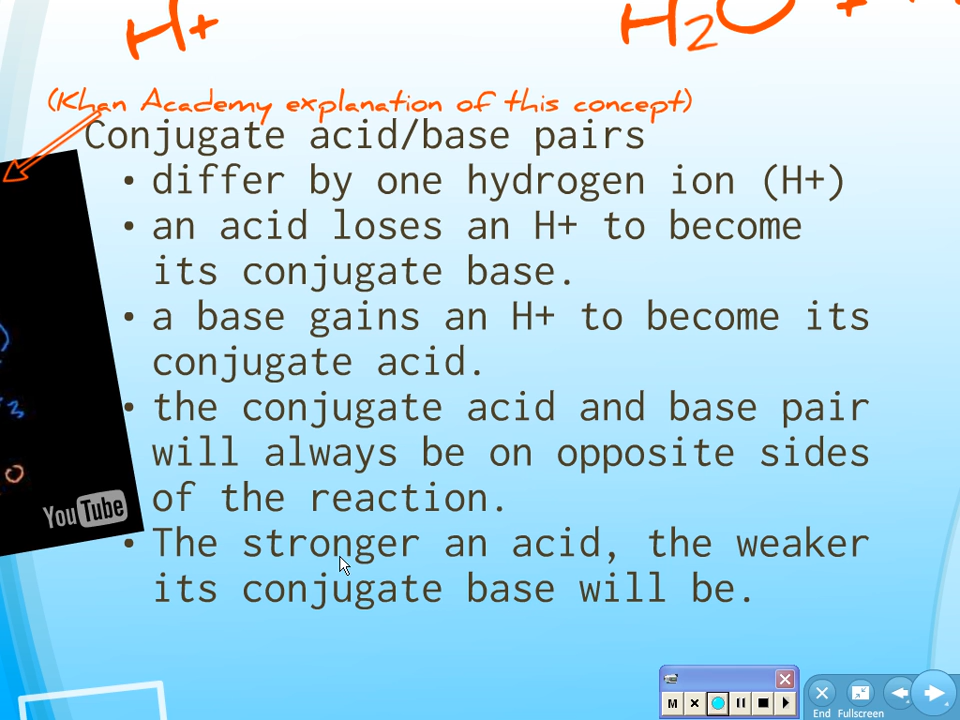 H+
H2O +
(Khan Academy explanation of this concept)
Conjugate acid/base pairs
• differ by one hydrogen ion (H+)
• an acid loses an H+ to become
its conjugate base.
• a base gains an H+ to become its
conjugate acid.
• the conjugate acid and base pair
will always be on opposite sides
of the reaction.
• The stronger an acid, the weaker
its conjugate base will be.
3
0
YouTube
M
End Fullscreen